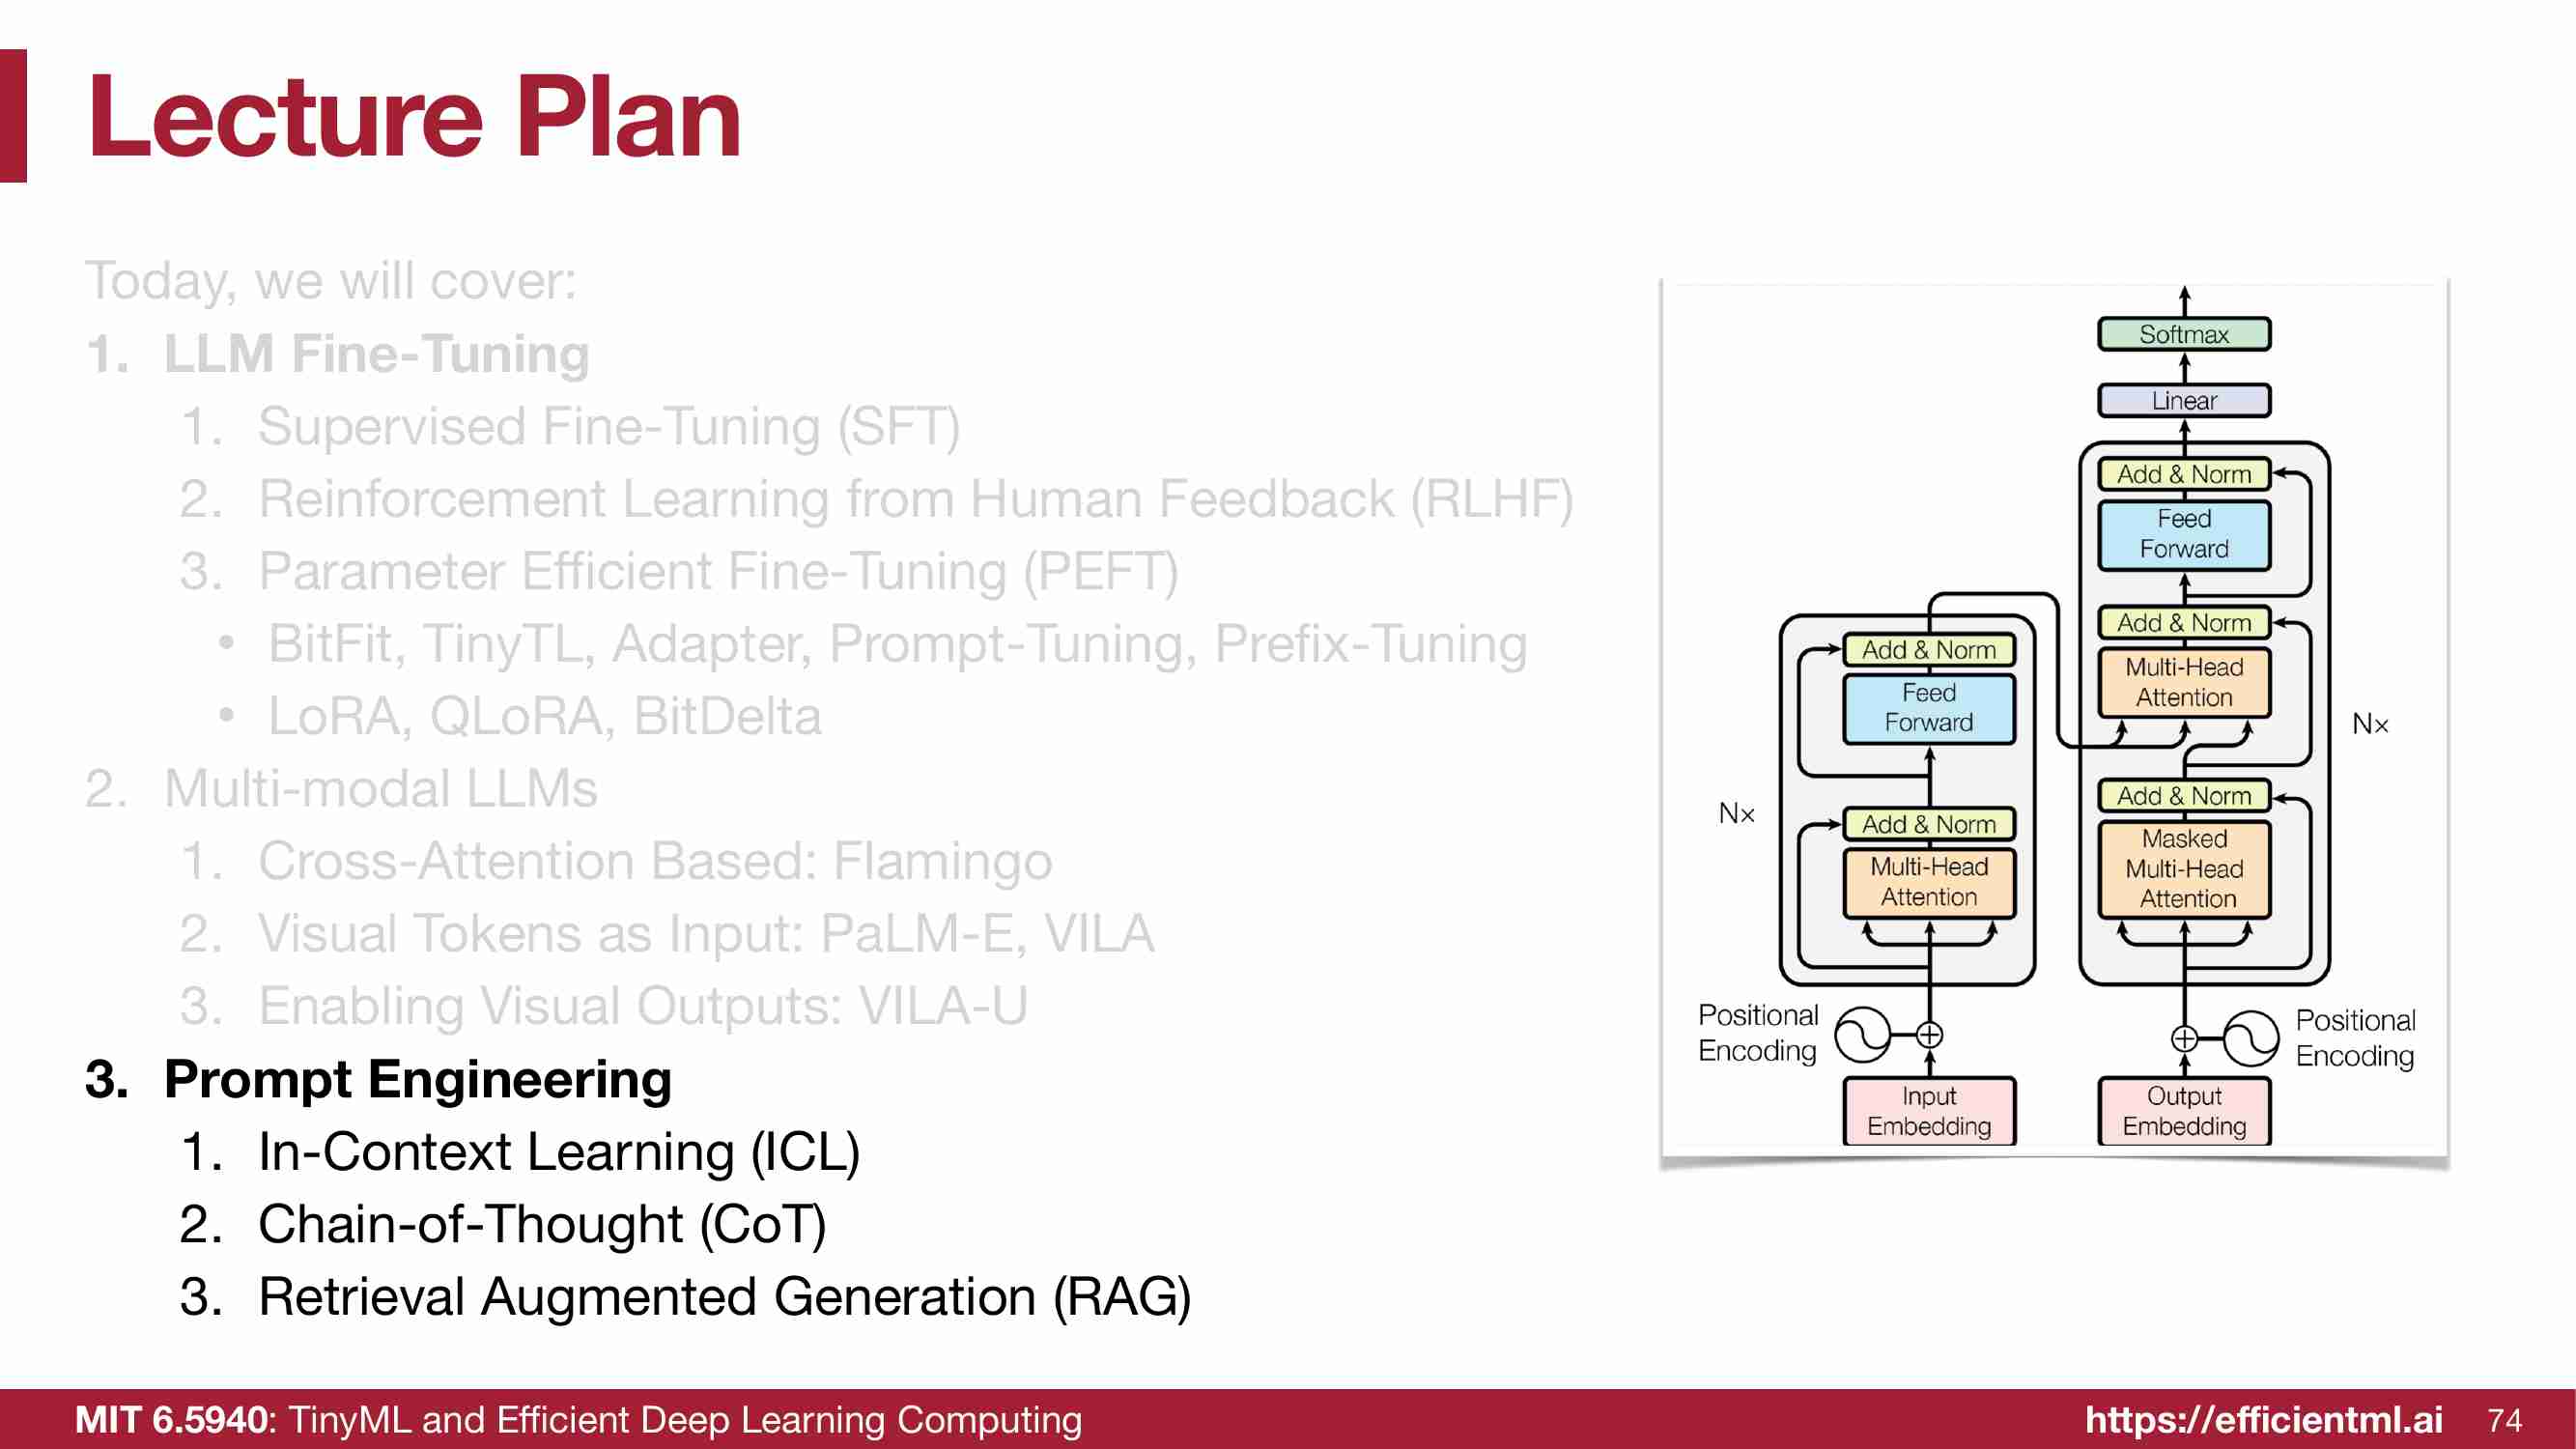 Lecture Plan
Today, we will cover:
1. LLM Fine-Tuning
1. Supervised Fine-Tuning (SFT)
2. Reinforcement Learning from Human Feedback (RLHF)
3. Parameter Efficient Fine-Tuning (PEFT)
• BitFit, TinyTL, Adapter, Prompt-Tuning, Prefix-Tuning
• LoRA, QLoRA, BitDelta
2. Multi-modal LLMs
1. Cross-Attention Based: Flamingo
2. Visual Tokens as Input: PaLM-E, VILA
3. Enabling Visual Outputs: VILA-U
3. Prompt Engineering
1. In-Context Learning (ICL)
2. Chain-of-Thought (CoT)
3. Retrieval Augmented Generation (RAG)
Softmax
Linear
Add & Norm
Feed
Forward
Add & Norm
Multi-Head
Attention
Nx
Add & Norm
Masked
Multi-Head
Attention
Add & Norm
Feed
Forward
Nx
Add & Norm
Multi-Head
Attention
Positional
Encoding
Positional
Encoding
Input
Embedding
Output
Embedding
MIT 6.5940: TinyML and Efficient Deep Learning Computing
https://efficientml.ai
74